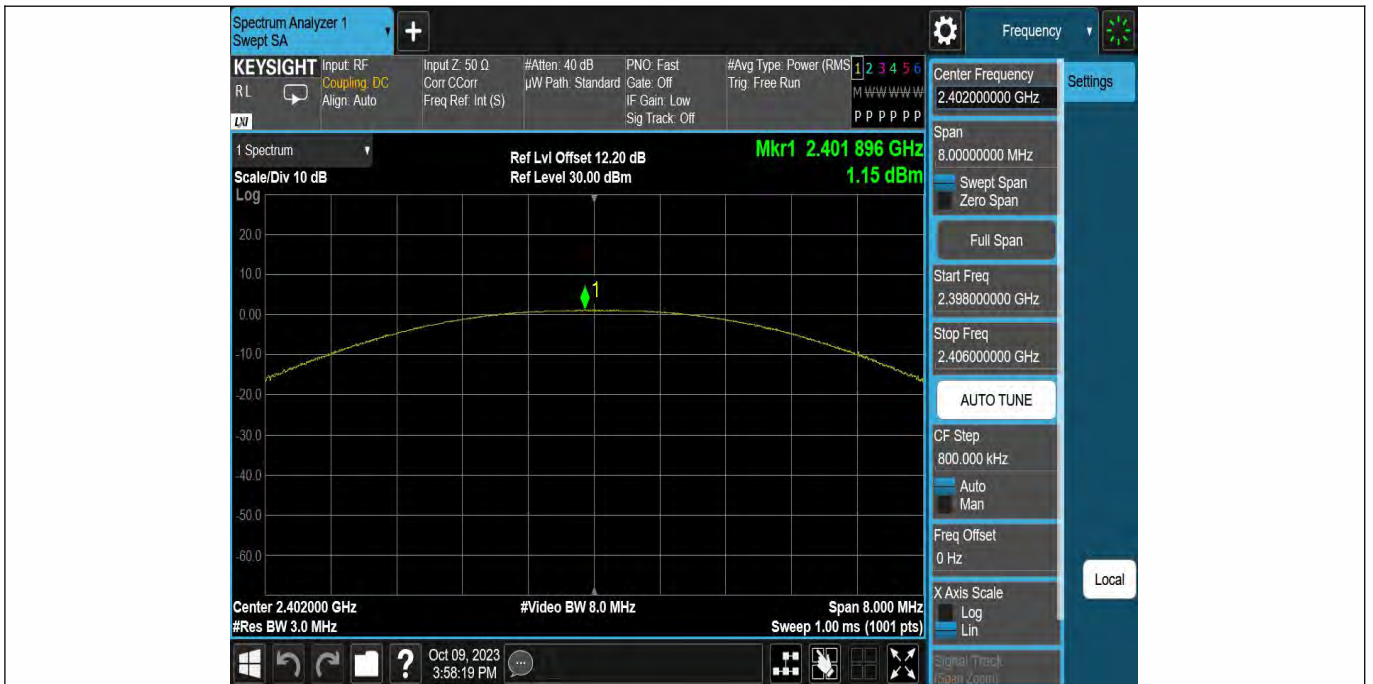 Spectrum Analyzer 1
Swept SA
+
Frequency
KEYSIGHT
RL
LXI
Input: RF
Coupling: DC
Align: Auto
Input Z: 50 Ω
Corr CCorr
Freq Ref: Int (S)
#Atten: 40 dB
µW Path: Standard
PNO: Fast
Gate: Off
IF Gain: Low
Sig Track: Off
#Avg Type: Power (RMS
Trig: Free Run
1 2 3 4 5 6
M W W W W W
P P P P P P
Center Frequency
2.402000000 GHz
Settings
Span
8.00000000 MHz
Swept Span
Zero Span
Full Span
Start Freq
2.398000000 GHz
Stop Freq
2.406000000 GHz
AUTO TUNE
CF Step
800.000 kHz
Auto
Man
Freq Offset
0 Hz
X Axis Scale
Log
Lin
Signal Track
(Span Zoom)
Local
1 Spectrum
Scale/Div 10 dB
Log
Ref Lvl Offset 12.20 dB
Ref Level 30.00 dBm
Mkr1 2.401 896 GHz
1.15 dBm
20.0
10.0
1
0.00
-10.0
-20.0
-30.0
-40.0
-50.0
-60.0
Center 2.402000 GHz
#Res BW 3.0 MHz
#Video BW 8.0 MHz
Span 8.000 MHz
Sweep 1.00 ms (1001 pts)
?
Oct 09, 2023
3:58:19 PM